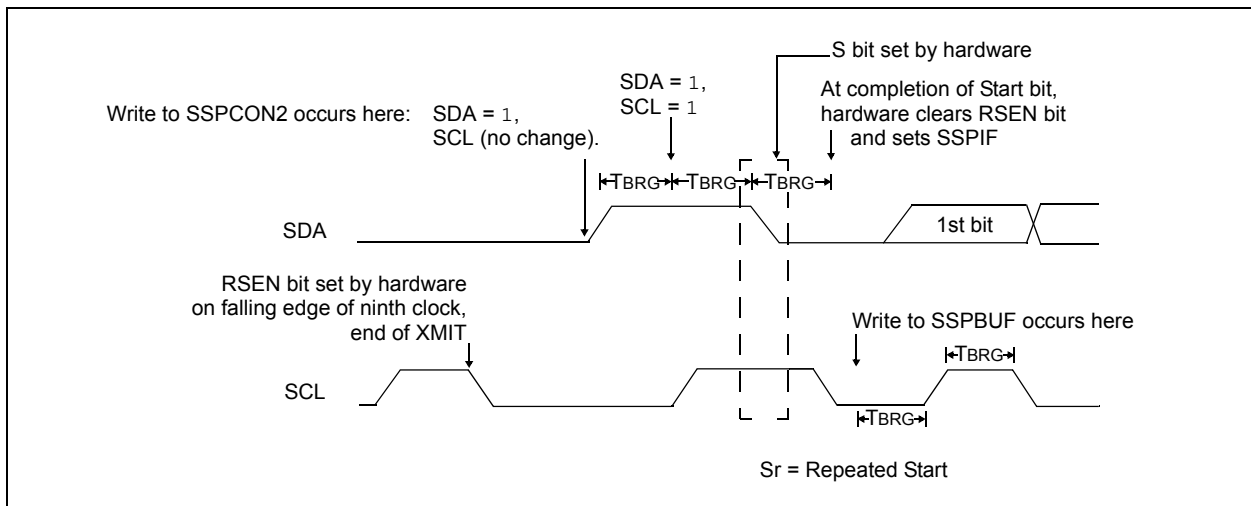 S bit set by hardware
SDA = 1,
SCL = 1
At completion of Start bit,
hardware clears RSEN bit
and sets SSPIF
Write to SSPCON2 occurs here:
SDA = 1,
SCL (no change).
TBRG
TBRG
TBRG
SDA
1st bit
RSEN bit set by hardware
on falling edge of ninth clock,
end of XMIT
Write to SSPBUF occurs here
TBRG
SCL
TBRG
Sr = Repeated Start